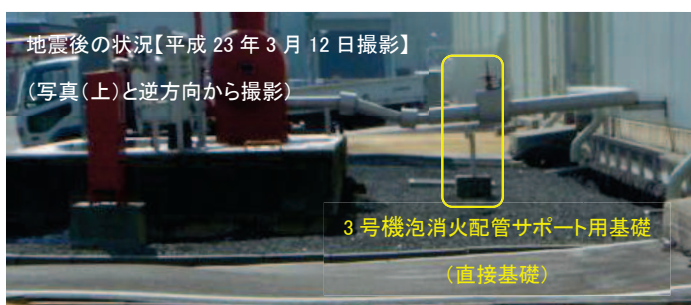 地震後の状況【平成 23 年 3 月 12 日撮影】
（写真（上）と逆方向から撮影）
3 号機泡消火配管サポート用基礎
（直接基礎）